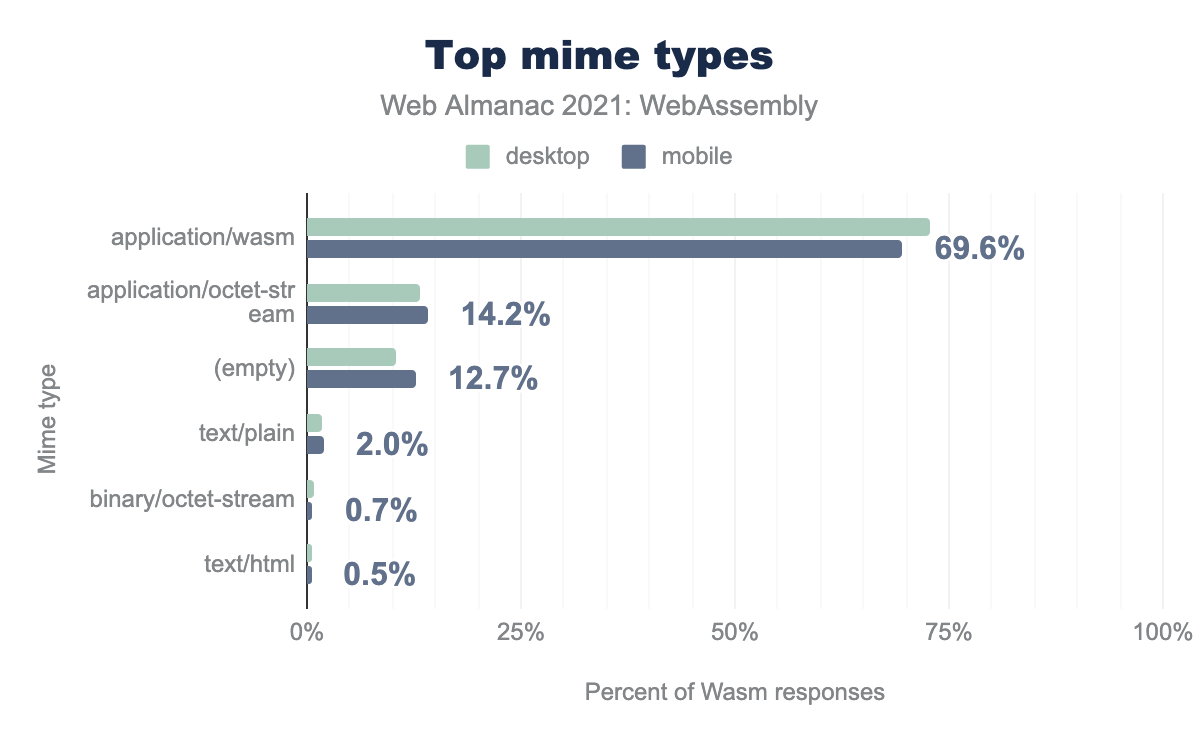 Top mime types
Web Almanac 2021: WebAssembly
desktop
mobile
application/wasm
69.6%
application/octet-str
eam
14.2%
(empty)
12.7%
text/plain
2.0%
binary/octet-stream
0.7%
text/html
0.5%
Mime type
0%
25%
50%
75%
100%
Percent of Wasm responses